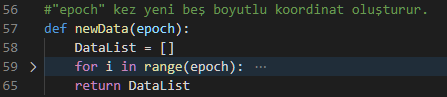 56 #"epoch" kez yeni beş boyutlu koordinat oluşturur.
57 def newData(epoch):
58     DataList = []
59 >     for i in range(epoch): ⋯
65     return DataList